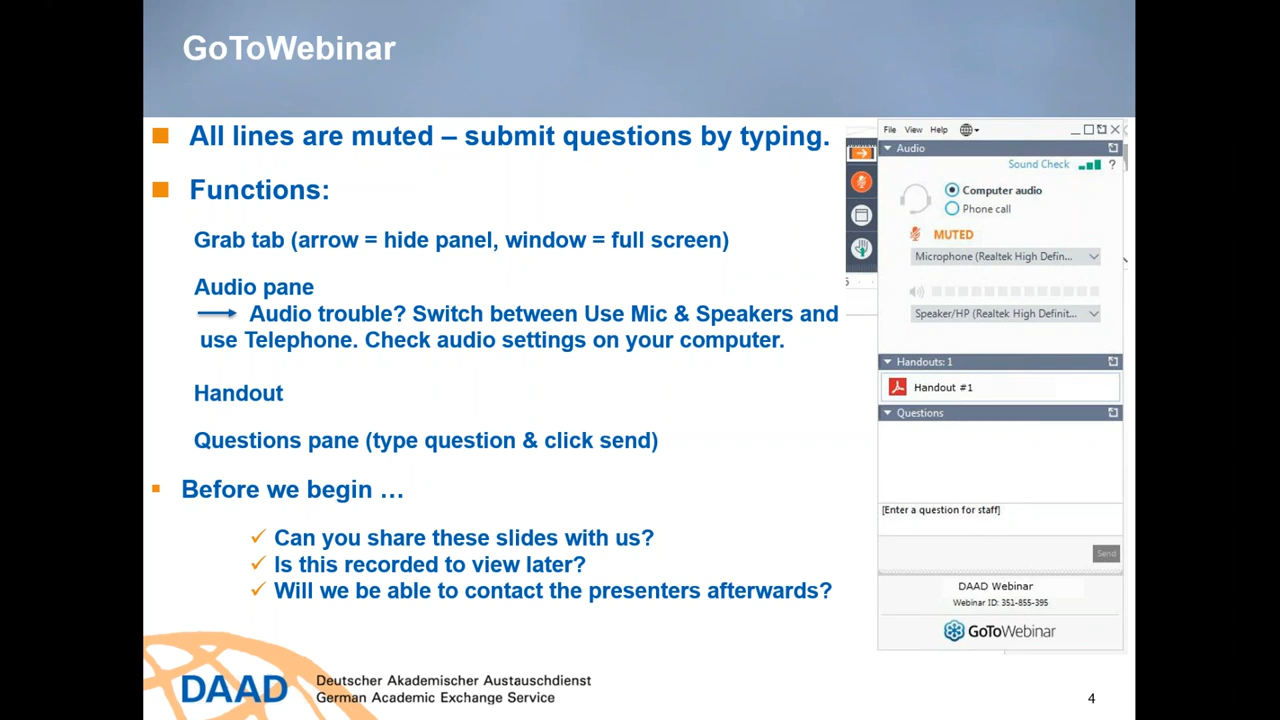 GoToWebinar
All lines are muted – submit questions by typing.
Functions:
Grab tab (arrow = hide panel, window = full screen)
Audio pane
Audio trouble? Switch between Use Mic & Speakers and
use Telephone. Check audio settings on your computer.
Handout
Questions pane (type question & click send)
Before we begin …
Can you share these slides with us?
Is this recorded to view later?
Will we be able to contact the presenters afterwards?
File View Help
Audio
Sound Check ?
Computer audio
Phone call
MUTED
Microphone (Realtek High Defin...
Speaker/HP (Realtek High Definit...
Handouts: 1
Handout #1
Questions
[Enter a question for staff]
Send
DAAD Webinar
Webinar ID: 351-855-395
GoToWebinar
DAAD
Deutscher Akademischer Austauschdienst
German Academic Exchange Service
4